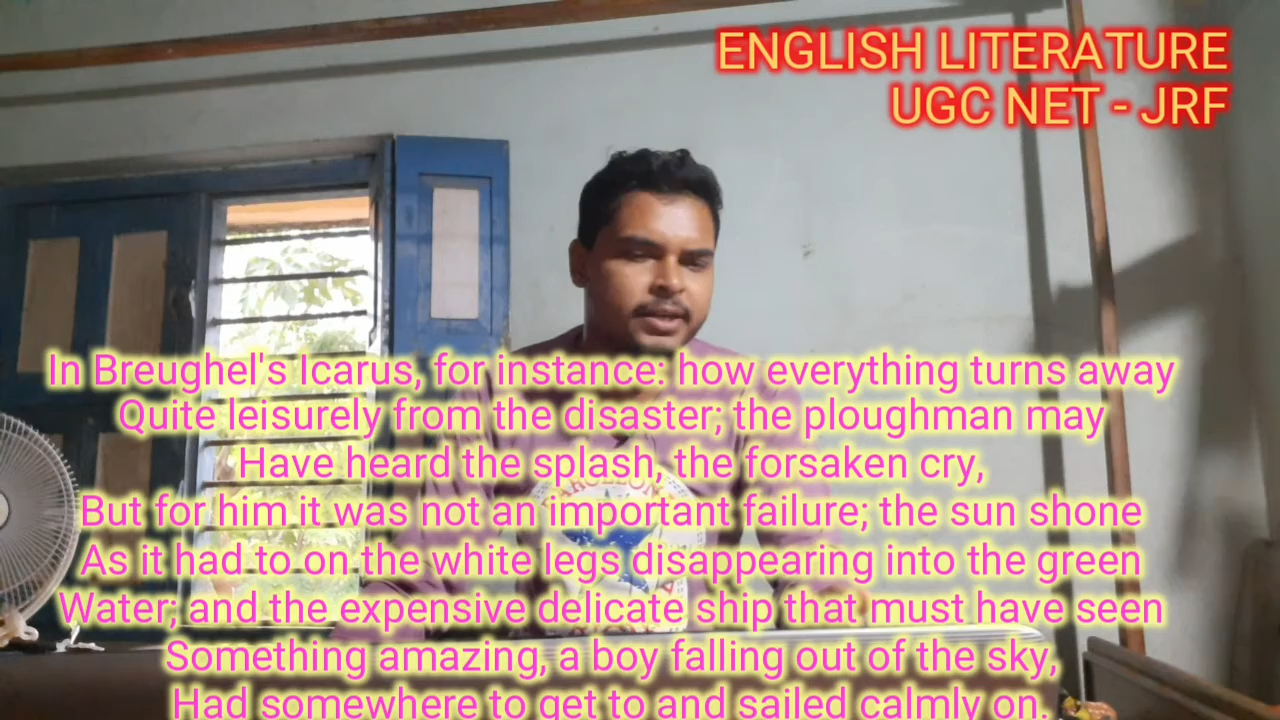 ENGLISH LITERATURE
UGC NET - JRF
In Breughel's Icarus, for instance: how everything turns away
Quite leisurely from the disaster; the ploughman may
Have heard the splash, the forsaken cry,
But for him it was not an important failure; the sun shone
As it had to on the white legs disappearing into the green
Water; and the expensive delicate ship that must have seen
Something amazing, a boy falling out of the sky,
Had somewhere to get to and sailed calmly on.